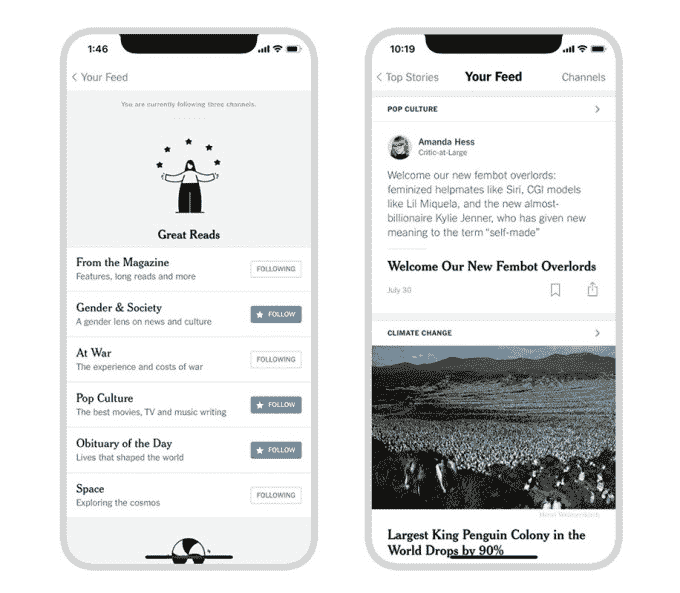 1:46
Your Feed
You are currently following three channels.
Great Reads
From the Magazine
Features, long reads and more
FOLLOWING
Gender & Society
A gender lens on news and culture
FOLLOW
At War
The experience and costs of war
FOLLOWING
Pop Culture
The best movies, TV and music writing
FOLLOW
Obituary of the Day
Lives that shaped the world
FOLLOW
Space
Exploring the cosmos
FOLLOWING
10:19
Top Stories
Your Feed
Channels
POP CULTURE
Amanda Hess
Critic-at-Large
Welcome our new fembot overlords:
feminized helpmates like Siri, CGI models
like Lil Miquela, and the new almost-
billionaire Kylie Jenner, who has given new
meaning to the term “self-made”
Welcome Our New Fembot Overlords
July 30
CLIMATE CHANGE
Largest King Penguin Colony in the
World Drops by 90%